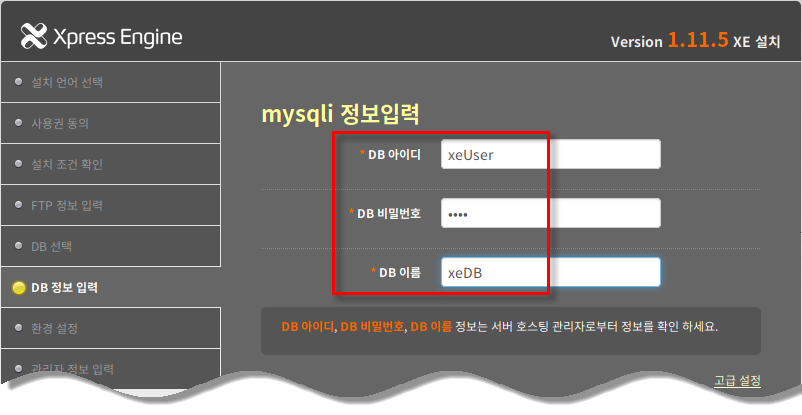 Xpress Engine
Version 1.11.5 XE 설치
설치 언어 선택
사용권 동의
설치 조건 확인
FTP 정보 입력
DB 선택
DB 정보 입력
환경 설정
관리자 정보 입력
mysqli 정보입력
* DB 아이디 xeUser
* DB 비밀번호 ••••
* DB 이름 xeDB
DB 아이디, DB 비밀번호, DB 이름 정보는 서버 호스팅 관리자로부터 정보를 확인 하세요.
고급 설정